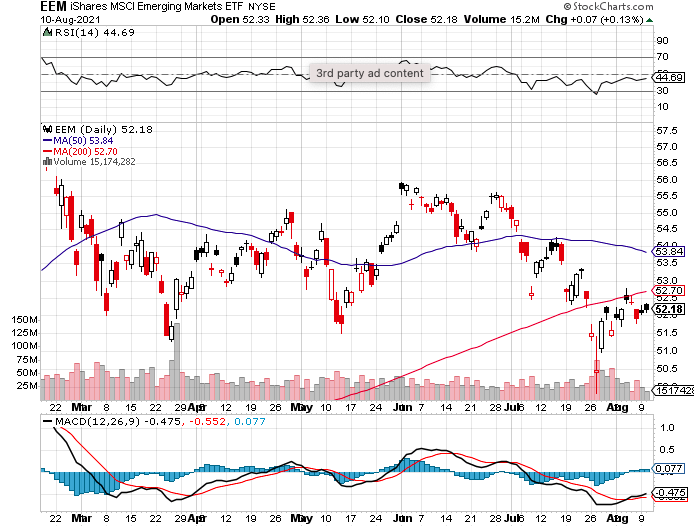 EEM iShares MSCI Emerging Markets ETF NYSE © StockCharts.com
10-Aug-2021 Open 52.33 High 52.36 Low 52.10 Close 52.18 Volume 15.2M Chg +0.07 (+0.13%)
RSI(14) 44.69
90
70
3rd party ad content
50
44.69
30
10
EEM (Daily) 52.18
MA(50) 53.84
MA(200) 52.70
Volume 15,174,282
57.5
57.0
56.5
56.0
55.5
55.0
54.5
53.84
53.5
53.0
52.70
52.18
150M
125M
100M
75M
50M
25M
52.0
51.5
51.0
50.5
1517428
22 Mar 8 15 22 29 Apr 12 19 26 May 10 17 24 Jun 7 14 21 28 Jul 6 12 19 26 Aug 9
MACD(12,26,9) -0.475, -0.552, 0.077
1.0
0.5
0.077
-0.475
22 Mar 8 15 22 29 Apr 12 19 26 May 10 17 24 Jun 7 14 21 28 Jul 6 12 19 26 Aug 9